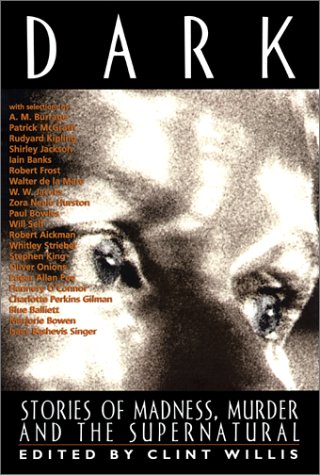 DARK
with selections by
A. M. Burrage
Patrick McGrath
Rudyard Kipling
Shirley Jackson
Iain Banks
Robert Frost
Walter de la Mare
W. W. Jacobs
Zora Neale Hurston
Paul Bowles
Will Self
Robert Aickman
Whitley Strieber
Stephen King
Oliver Onions
Edgar Allan Poe
Flannery O'Connor
Charlotte Perkins Gilman
Blue Balliett
Marjorie Bowen
Isaac Bashevis Singer
STORIES OF MADNESS, MURDER
AND THE SUPERNATURAL
EDITED BY CLINT WILLIS